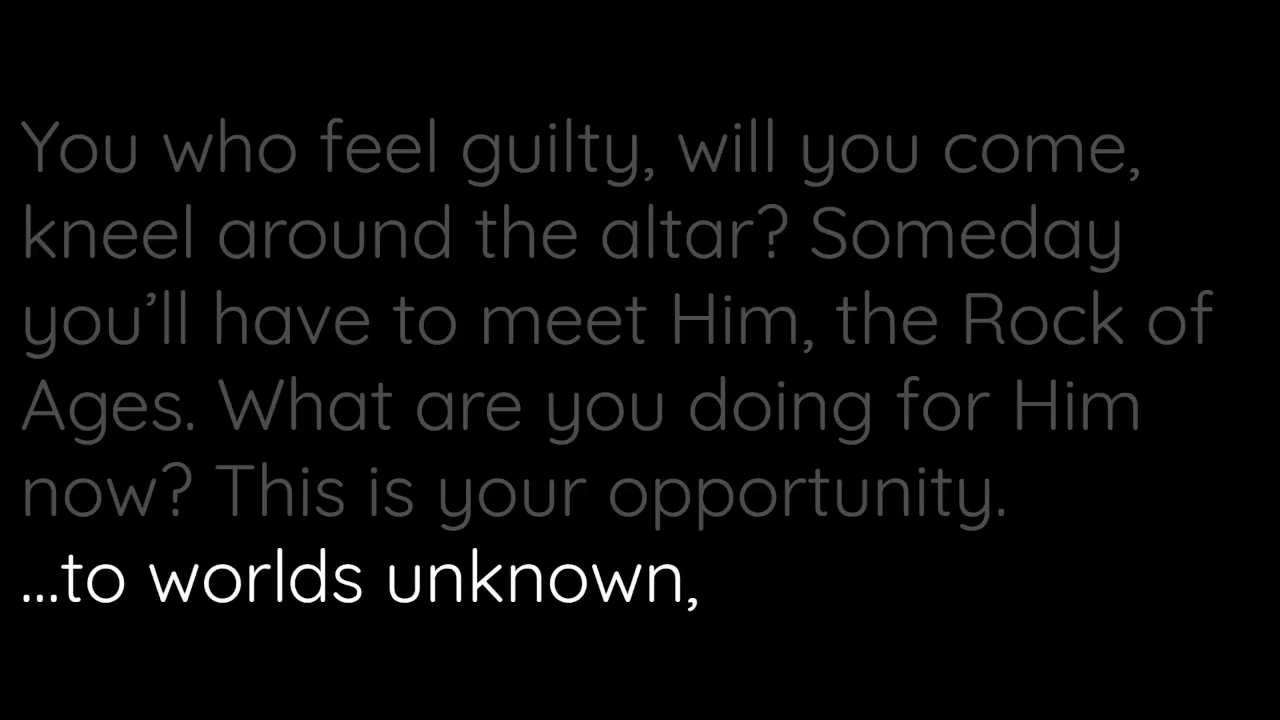 You who feel guilty, will you come,
kneel around the altar? Someday
you’ll have to meet Him, the Rock of
Ages. What are you doing for Him
now? This is your opportunity.
...to worlds unknown,